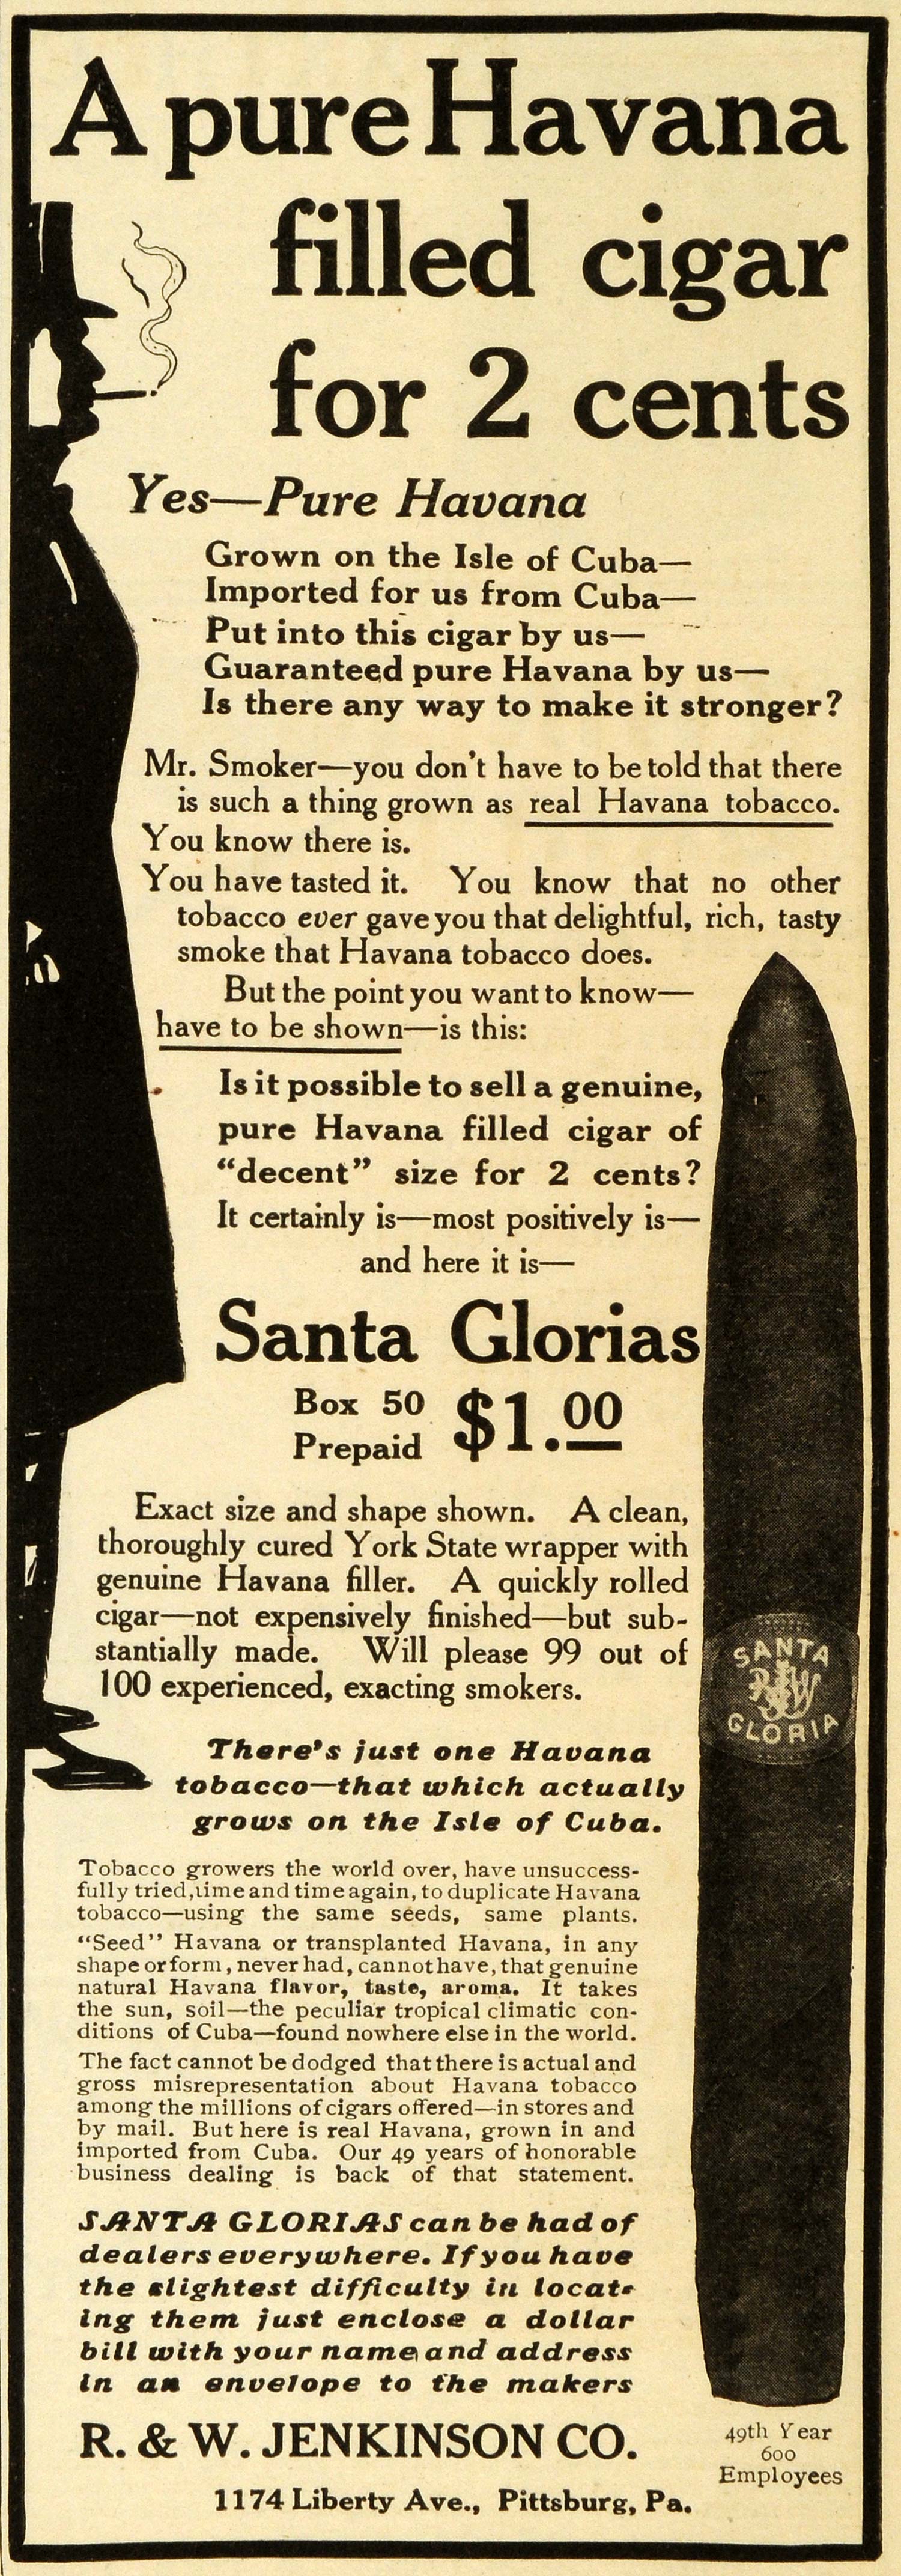 A pure Havana
filled cigar
for 2 cents
Yes—Pure Havana
Grown on the Isle of Cuba—
Imported for us from Cuba—
Put into this cigar by us—
Guaranteed pure Havana by us—
Is there any way to make it stronger?
Mr. Smoker—you don't have to be told that there
is such a thing grown as real Havana tobacco.
You know there is.
You have tasted it. You know that no other
tobacco ever gave you that delightful, rich, tasty
smoke that Havana tobacco does.
But the point you want to know—
have to be shown—is this:
Is it possible to sell a genuine,
pure Havana filled cigar of
“decent” size for 2 cents?
It certainly is—most positively is—
and here it is—
Santa Glorias
Box 50
Prepaid $1.00
Exact size and shape shown. A clean,
thoroughly cured York State wrapper with
genuine Havana filler. A quickly rolled
cigar—not expensively finished—but sub-
stantially made. Will please 99 out of
100 experienced, exacting smokers.
SANTA
R&W
GLORIA
There's just one Havana
tobacco—that which actually
grows on the Isle of Cuba.
Tobacco growers the world over, have unsuccess-
fully tried, time and time again, to duplicate Havana
tobacco—using the same seeds, same plants.
“Seed” Havana or transplanted Havana, in any
shape or form, never had, cannot have, that genuine
natural Havana flavor, taste, aroma. It takes
the sun, soil—the peculiar tropical climatic con-
ditions of Cuba—found nowhere else in the world.
The fact cannot be dodged that there is actual and
gross misrepresentation about Havana tobacco
among the millions of cigars offered—in stores and
by mail. But here is real Havana, grown in and
imported from Cuba. Our 49 years of honorable
business dealing is back of that statement.
SANTA GLORIAS can be had of
dealers everywhere. If you have
the slightest difficulty in locat-
ing them just enclose a dollar
bill with your name and address
in an envelope to the makers
R. & W. JENKINSON CO.
1174 Liberty Ave., Pittsburg, Pa.
49th Year
600
Employees